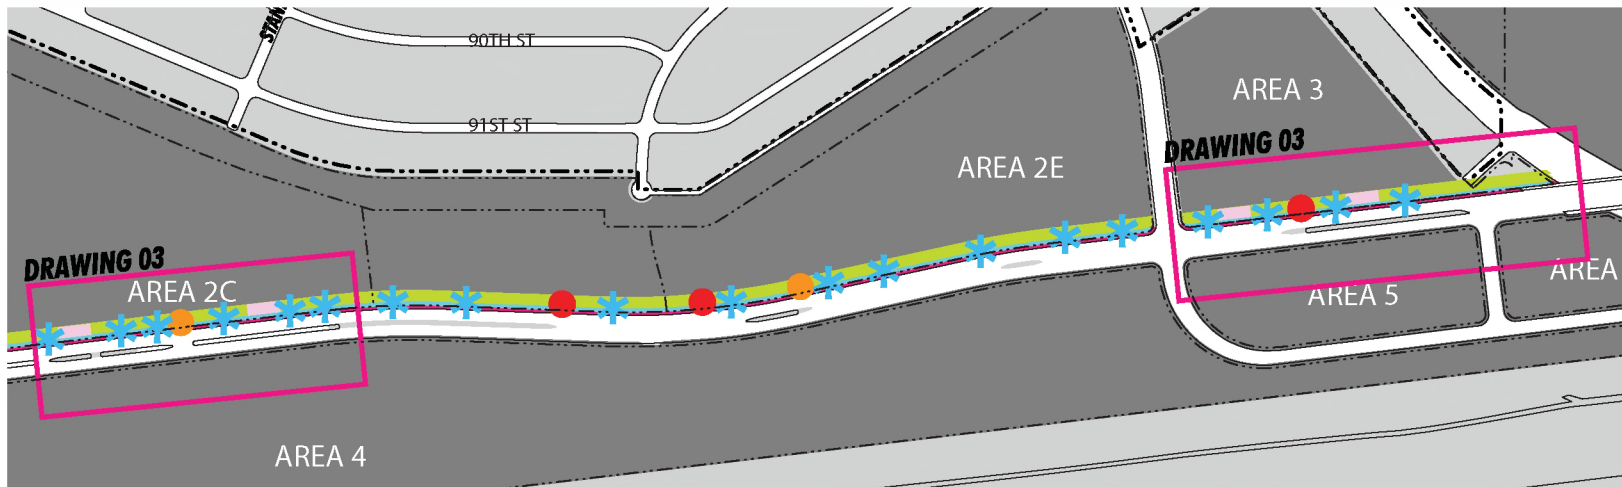 90TH ST
91ST ST
AREA 3
DRAWING 03
AREA 2E
DRAWING 03
AREA 2C
AREA 5
AREA
AREA 4